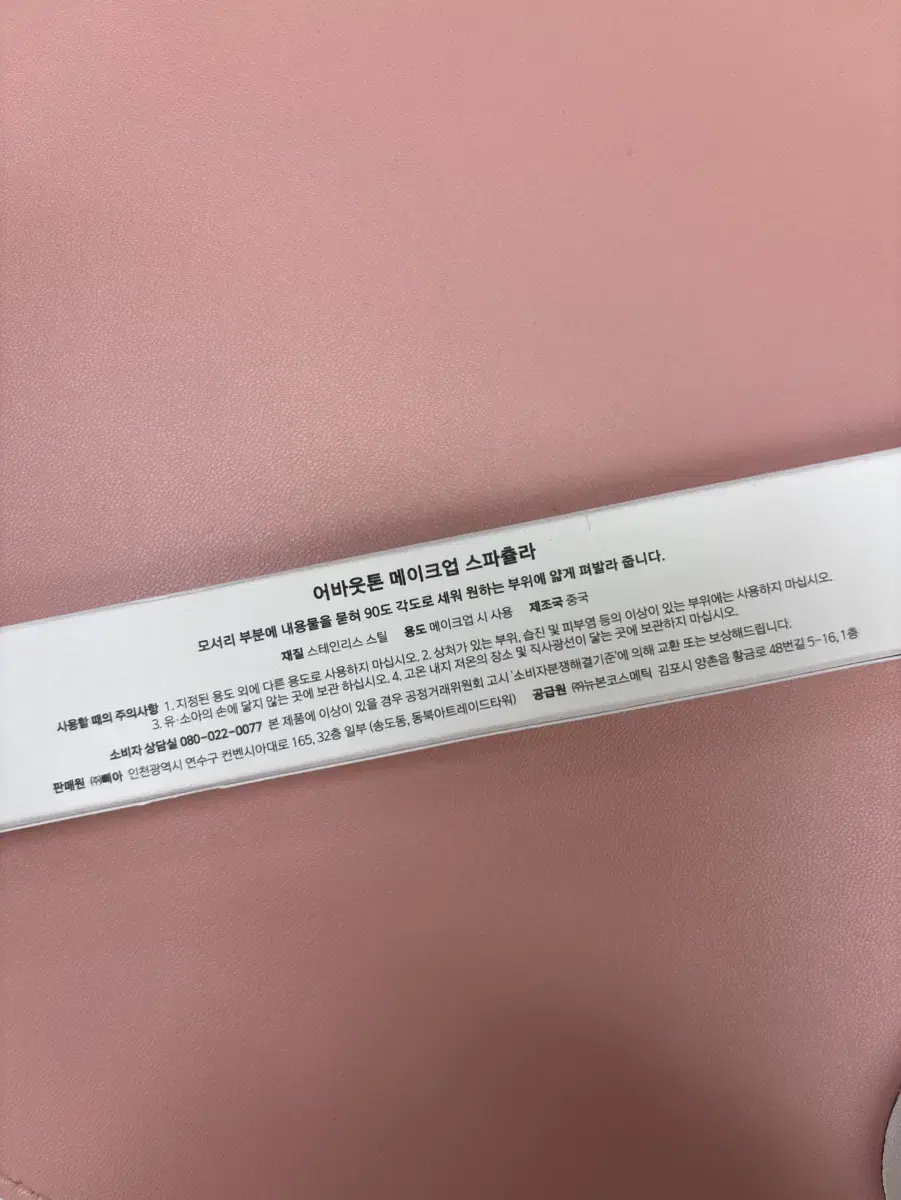 어바웃톤 메이크업 스파츌라
모서리 부분에 내용물을 묻혀 90도 각도로 세워 원하는 부위에 얇게 펴발라 줍니다.
재질 스테인리스 스틸 용도 메이크업 시 사용 제조국 중국
사용할 때의 주의사항 1. 지정된 용도 외에 다른 용도로 사용하지 마십시오. 2. 상처가 있는 부위, 습진 및 피부염 등의 이상이 있는 부위에는 사용하지 마십시오.
3. 유·소아의 손에 닿지 않는 곳에 보관 하십시오. 4. 고온 내지 저온의 장소 및 직사광선이 닿는 곳에 보관하지 마십시오.
소비자 상담실 080-022-0077 본 제품에 이상이 있을 경우 공정거래위원회 고시 '소비자분쟁해결기준'에 의해 교환 또는 보상해드립니다.
판매원 ㈜삐아 인천광역시 연수구 컨벤시아대로 165, 32층 일부 (송도동, 동북아트레이드타워) 공급원 ㈜뉴본코스메틱 김포시 양촌읍 황금로 48번길 5-16, 1층